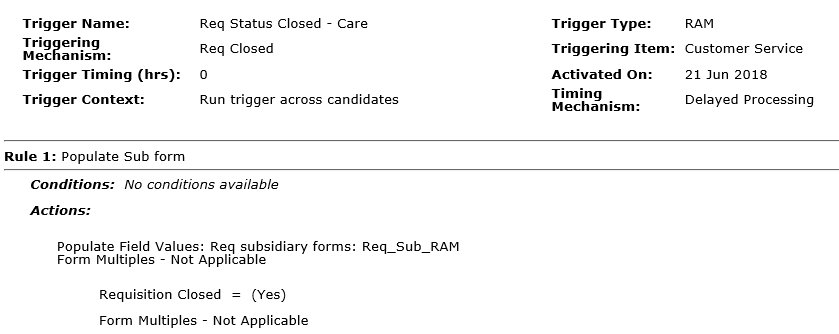 Trigger Name: Req Status Closed - Care Trigger Type: RAM
Triggering Mechanism: Req Closed Triggering Item: Customer Service
Trigger Timing (hrs): 0 Activated On: 21 Jun 2018
Trigger Context: Run trigger across candidates Timing Mechanism: Delayed Processing
Rule 1: Populate Sub form
Conditions: No conditions available
Actions:
Populate Field Values: Req subsidiary forms: Req_Sub_RAM
Form Multiples - Not Applicable
Requisition Closed = (Yes)
Form Multiples - Not Applicable